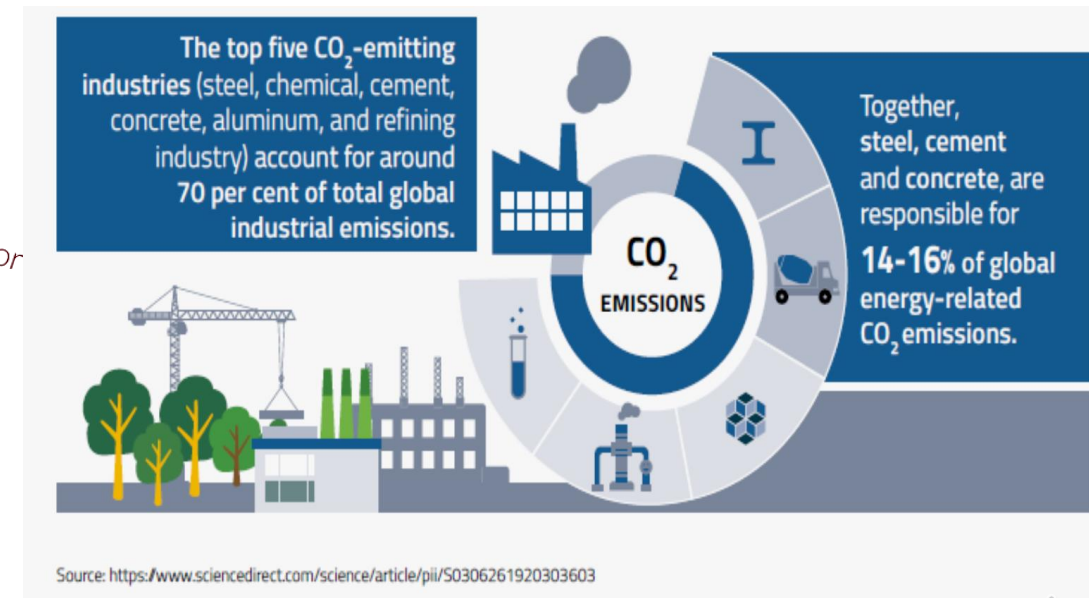 The top five CO₂-emitting
industries (steel, chemical, cement,
concrete, aluminum, and refining
industry) account for around
70 per cent of total global
industrial emissions.
or
CO₂
EMISSIONS
Together,
steel, cement
and concrete, are
responsible for
14-16% of global
energy-related
CO₂ emissions.
Source: https://www.sciencedirect.com/science/article/pii/S0306261920303603